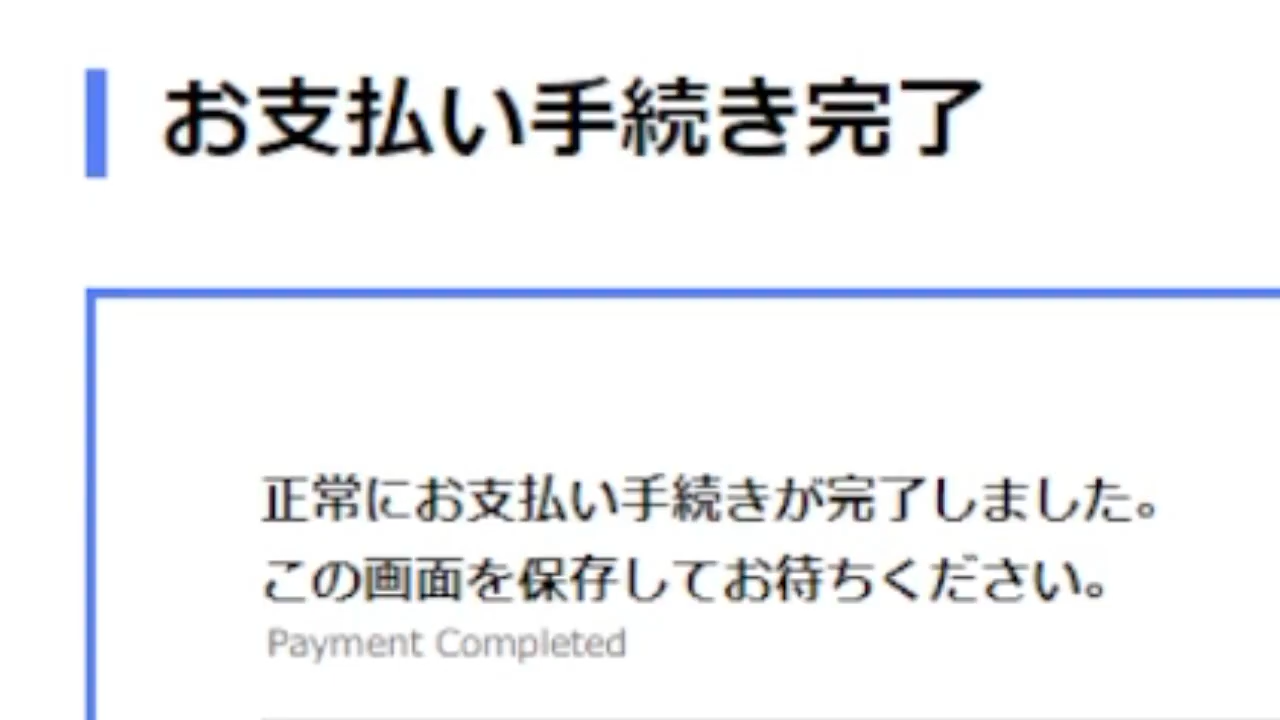 お支払い手続き完了
正常にお支払い手続きが完了しました。
この画面を保存してお待ちください。
Payment Completed